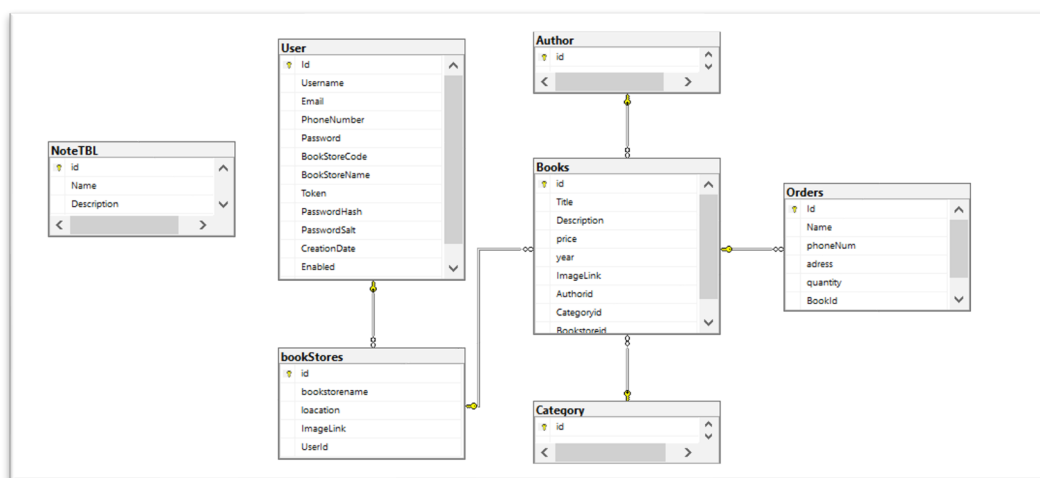 NoteTBL
id
Name
Description
User
Id
Username
Email
PhoneNumber
Password
BookStoreCode
BookStoreName
Token
PasswordHash
PasswordSalt
CreationDate
Enabled
bookStores
id
bookstorename
loacation
ImageLink
UserId
Author
id
Books
id
Title
Description
price
year
ImageLink
Authorid
Categoryid
Bookstoreid
Category
id
Orders
Id
Name
phoneNum
adress
quantity
BookId